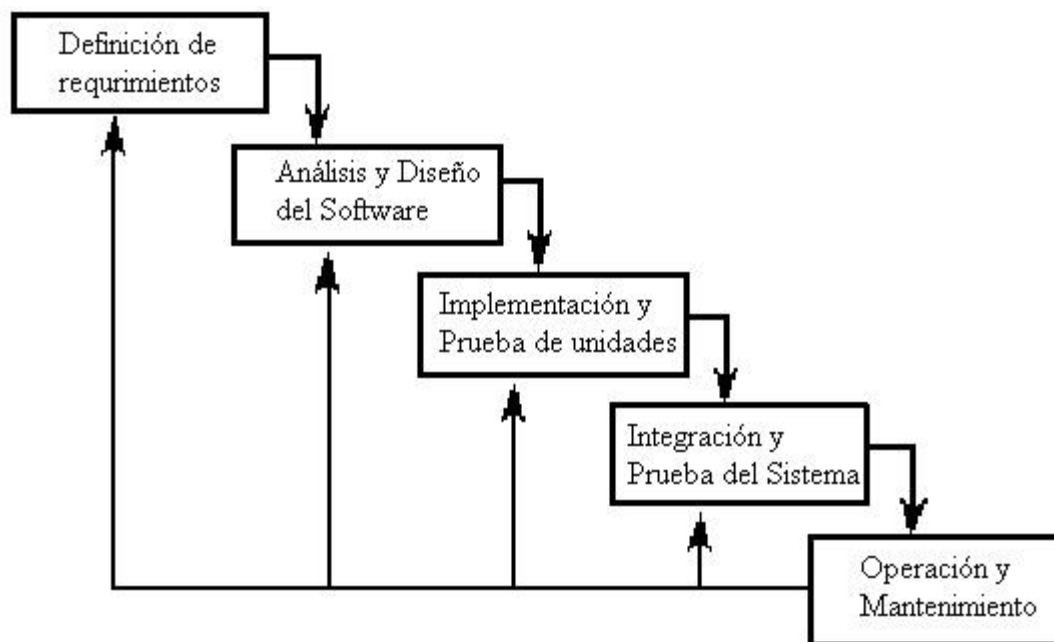 Definición de
requrimientos
Análisis y Diseño
del Software
Implementación y
Prueba de unidades
Integración y
Prueba del Sistema
Operación y
Mantenimiento